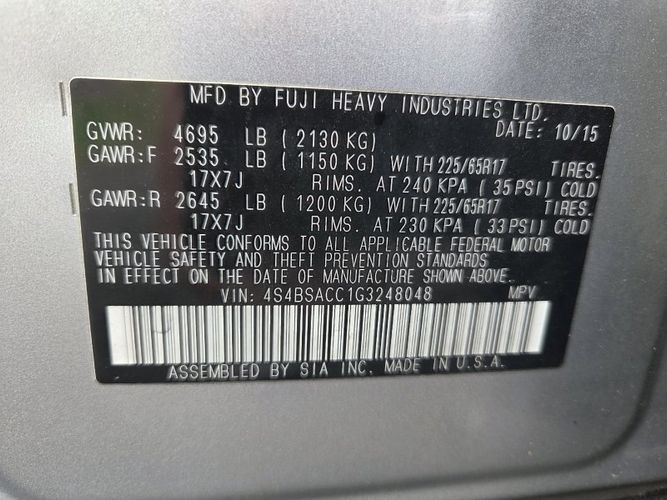 MFD BY FUJI HEAVY INDUSTRIES LTD.
DATE: 10/15
GVWR: 4695 LB ( 2130 KG)
GAWR:F 2535 LB ( 1150 KG) WITH 225/65R17 TIRES.
17X7J RIMS. AT 240 KPA ( 35 PSI) COLD
GAWR:R 2645 LB ( 1200 KG) WITH 225/65R17 TIRES.
17X7J RIMS. AT 230 KPA ( 33 PSI) COLD
THIS VEHICLE CONFORMS TO ALL APPLICABLE FEDERAL MOTOR
VEHICLE SAFETY AND THEFT PREVENTION STANDARDS
IN EFFECT ON THE DATE OF MANUFACTURE SHOWN ABOVE.
VIN: 4S4BSACC1G3248048 MPV
ASSEMBLED BY SIA INC. MADE IN U.S.A.